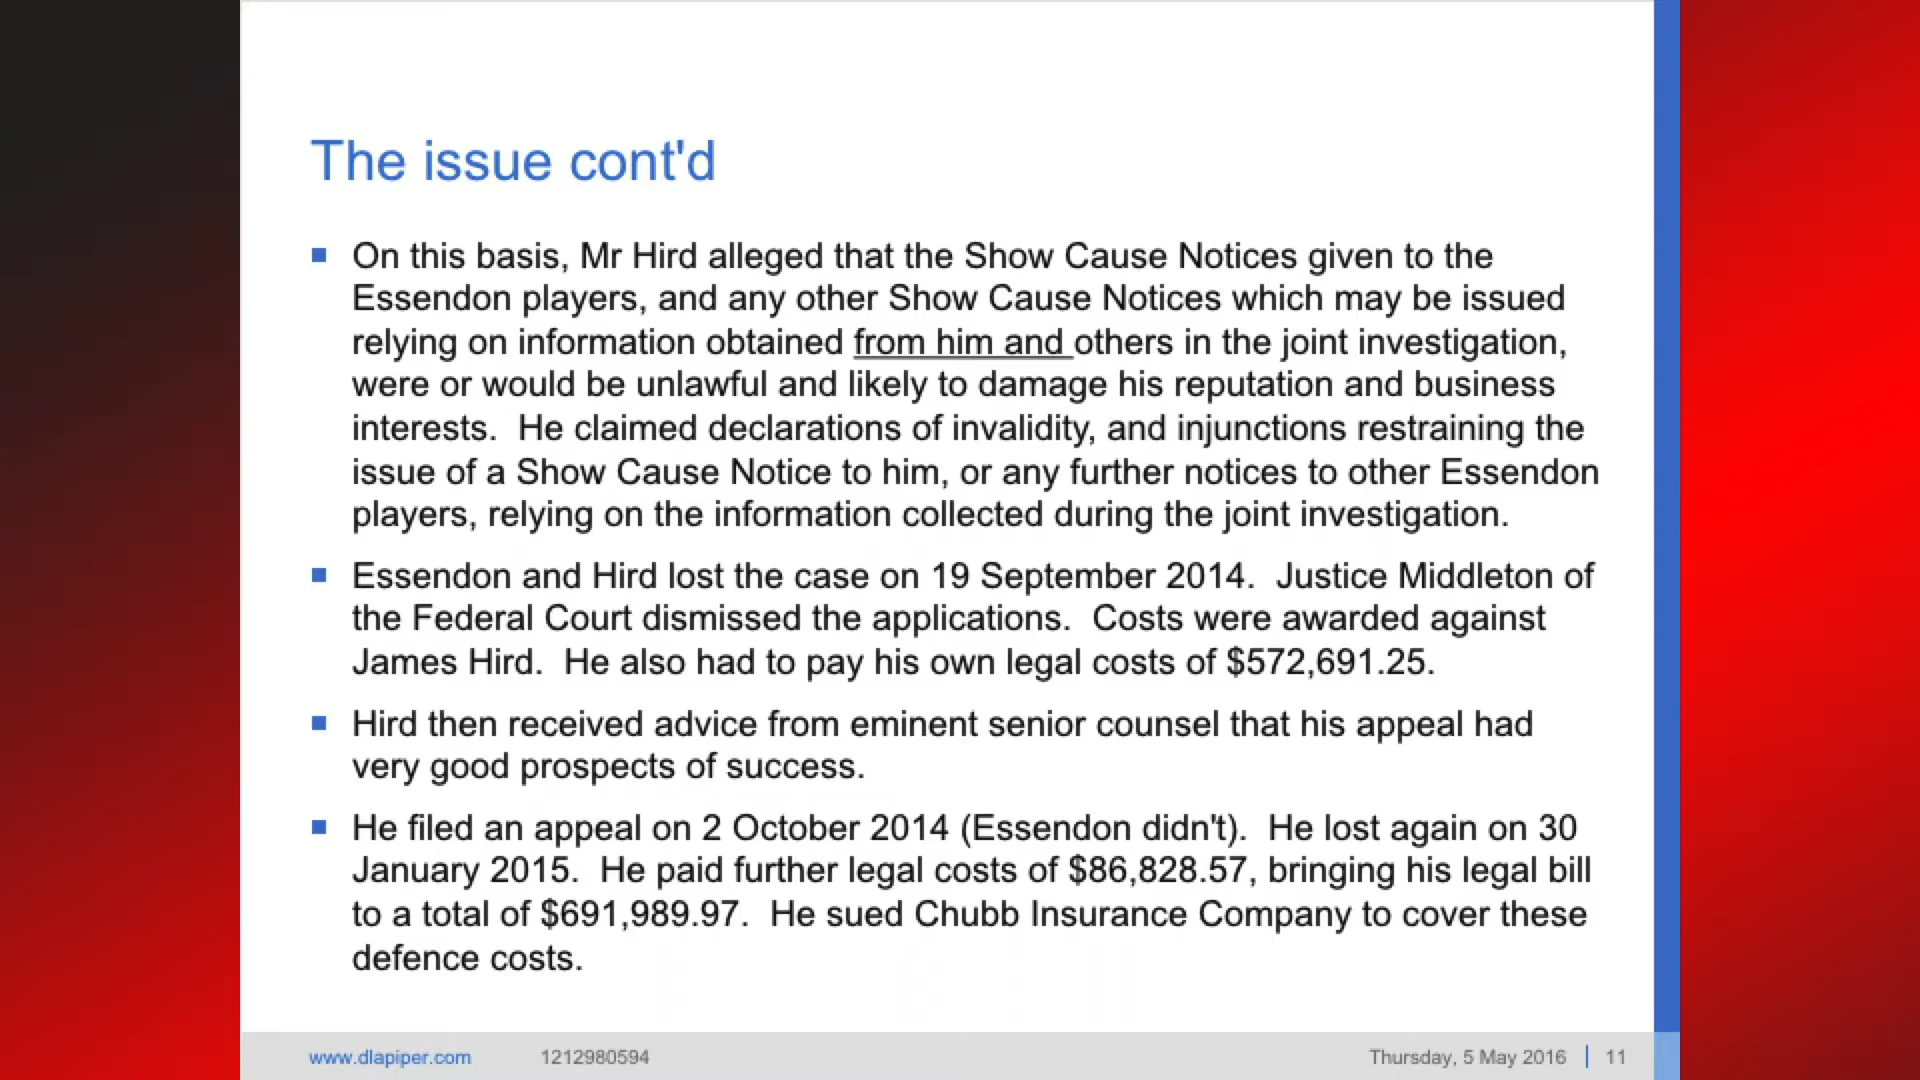 The issue cont'd
On this basis, Mr Hird alleged that the Show Cause Notices given to the
Essendon players, and any other Show Cause Notices which may be issued
relying on information obtained from him and others in the joint investigation,
were or would be unlawful and likely to damage his reputation and business
interests.  He claimed declarations of invalidity, and injunctions restraining the
issue of a Show Cause Notice to him, or any further notices to other Essendon
players, relying on the information collected during the joint investigation.
Essendon and Hird lost the case on 19 September 2014.  Justice Middleton of
the Federal Court dismissed the applications.  Costs were awarded against
James Hird.  He also had to pay his own legal costs of $572,691.25.
Hird then received advice from eminent senior counsel that his appeal had
very good prospects of success.
He filed an appeal on 2 October 2014 (Essendon didn't).  He lost again on 30
January 2015.  He paid further legal costs of $86,828.57, bringing his legal bill
to a total of $691,989.97.  He sued Chubb Insurance Company to cover these
defence costs.
www.dlapiper.com 1212980594 Thursday, 5 May 2016 11